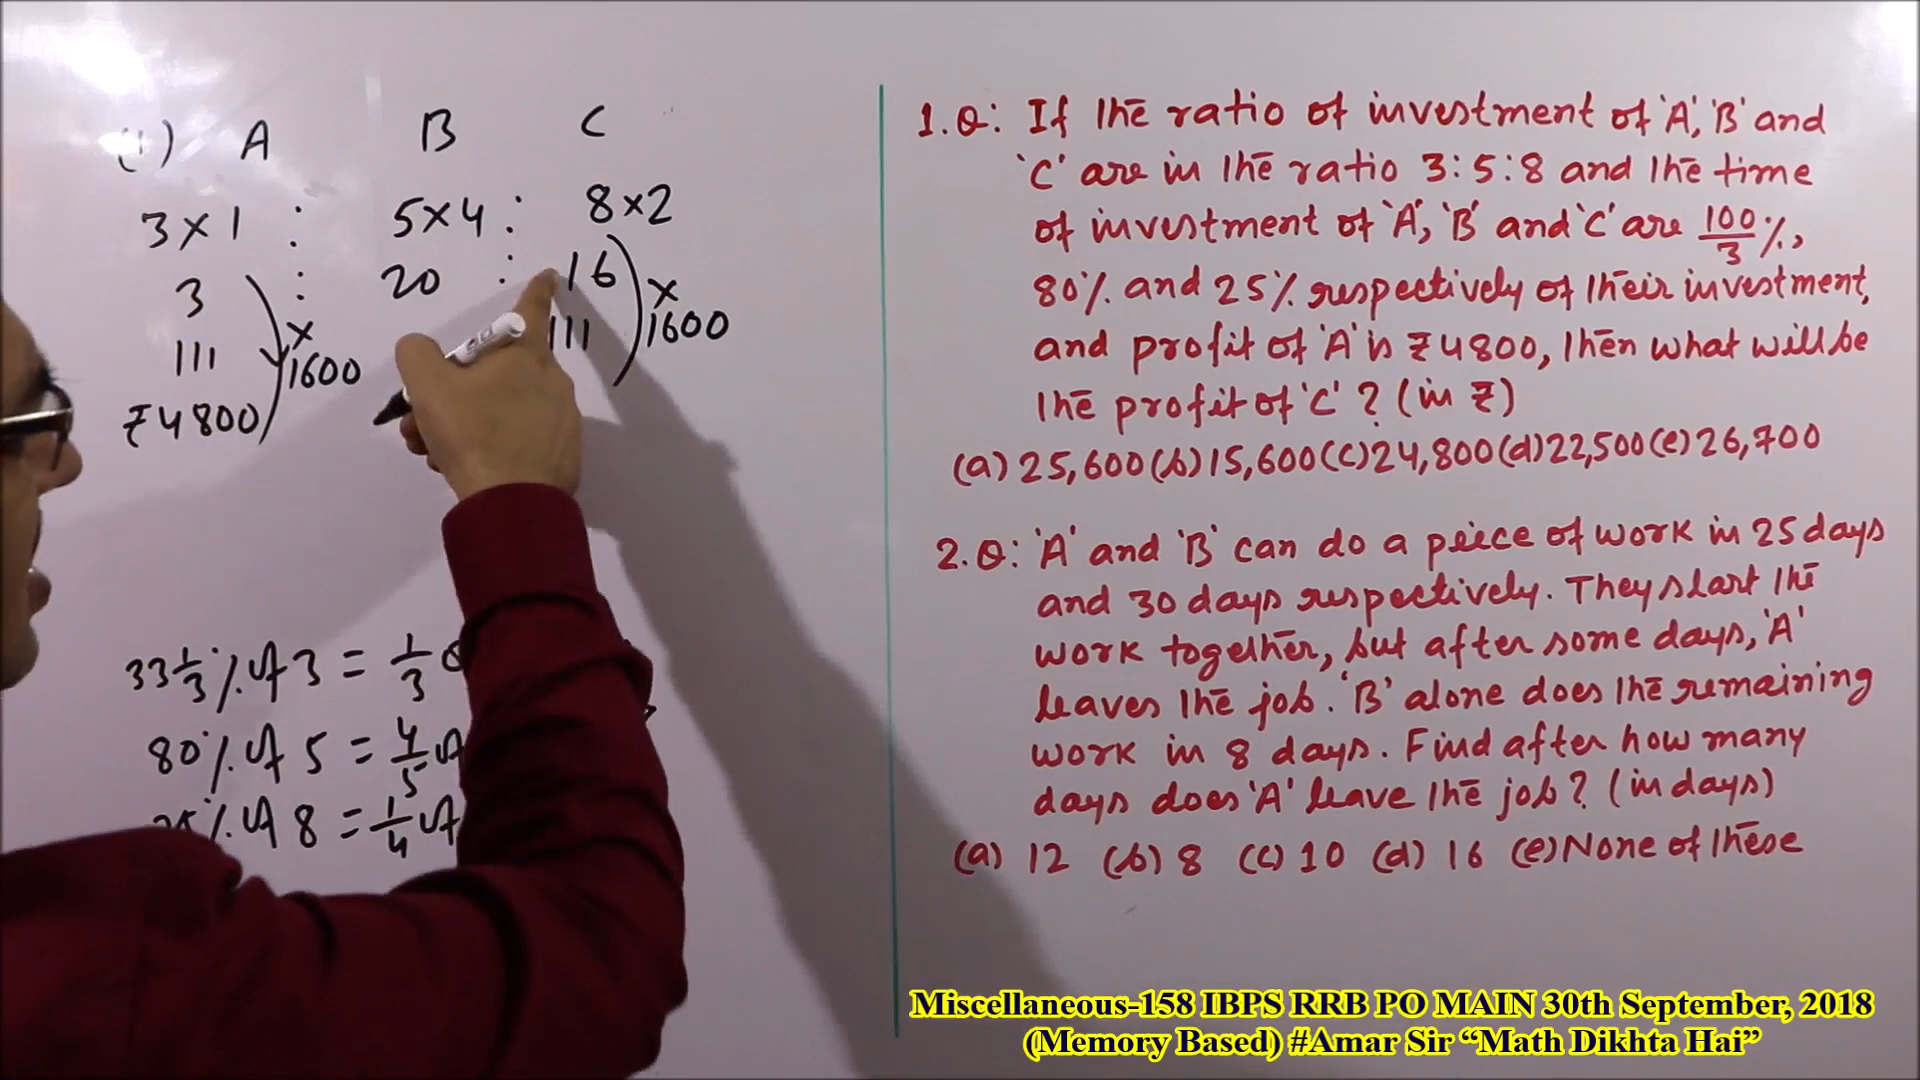 (1) A B C
3 × 1 : 5 × 4 : 8 × 2
3 : 20 : 16
×
111 × 111 1600
1600
₹4800
33 1/3 % of 3 = 1/3
80% of 5 = 4/5 of
% of 8 = 1/4 of
1.Q: If the ratio of investment of 'A', 'B' and
'C' are in the ratio 3:5:8 and the time
of investment of 'A', 'B' and 'C' are 100/3 %,
80% and 25% respectively of their investment,
and profit of 'A' is ₹4800, then what will be
the profit of 'C' ? (in ₹)
(a) 25,600 (b) 15,600 (c) 24,800 (d) 22,500 (e) 26,700
2.Q: 'A' and 'B' can do a piece of work in 25 days
and 30 days respectively. They start the
work together, but after some days, 'A'
leaves the job. 'B' alone does the remaining
work in 8 days. Find after how many
days does 'A' leave the job? (in days)
(a) 12 (b) 8 (c) 10 (d) 16 (e) None of these
Miscellaneous-158 IBPS RRB PO MAIN 30th September, 2018
(Memory Based) #Amar Sir “Math Dikhta Hai”